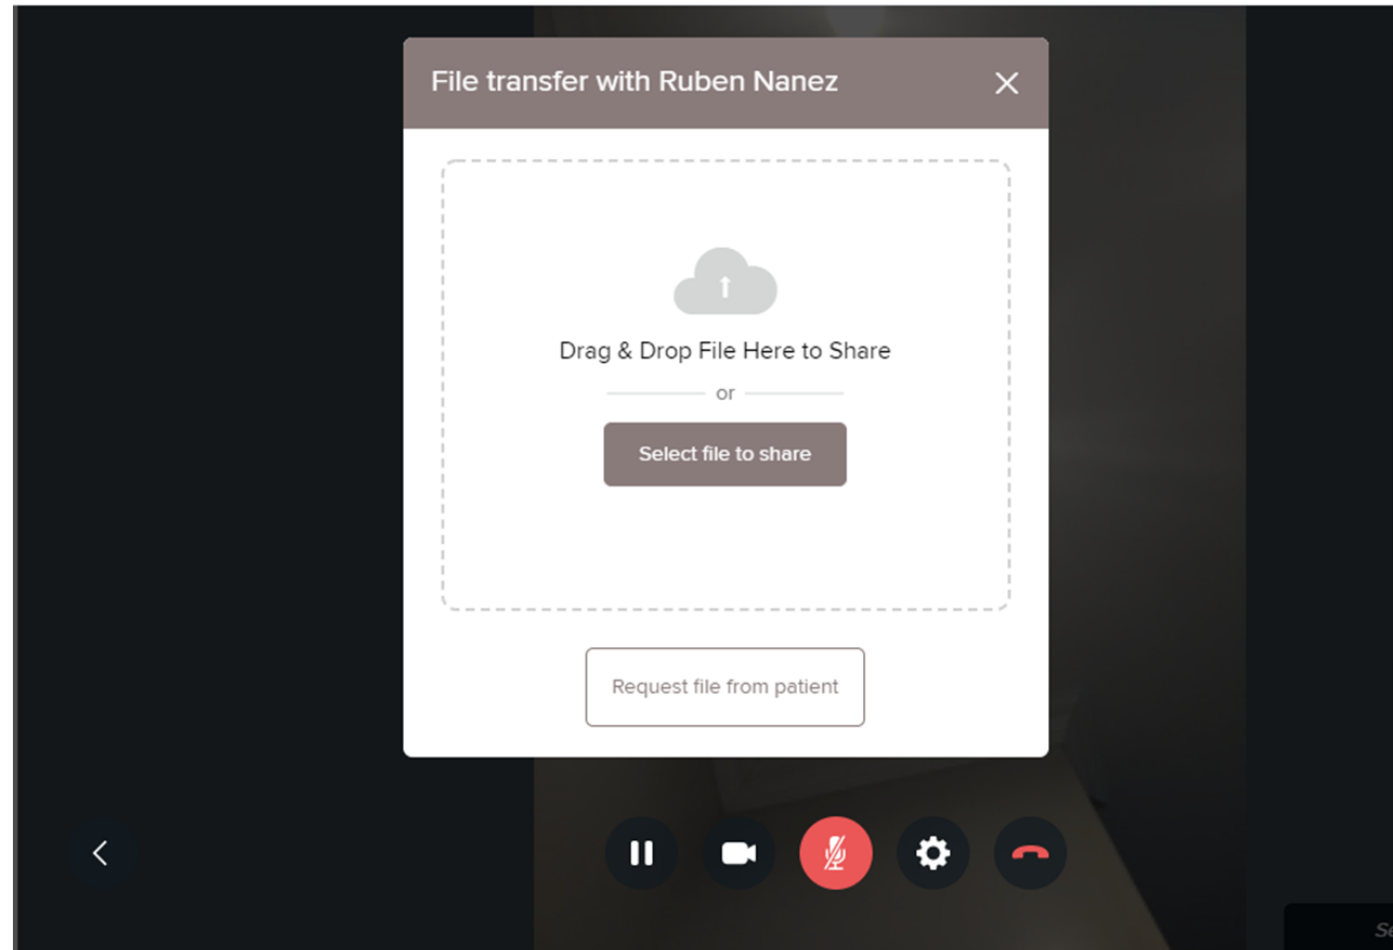 File transfer with Ruben Nanez
Drag & Drop File Here to Share
or
Select file to share
Request file from patient